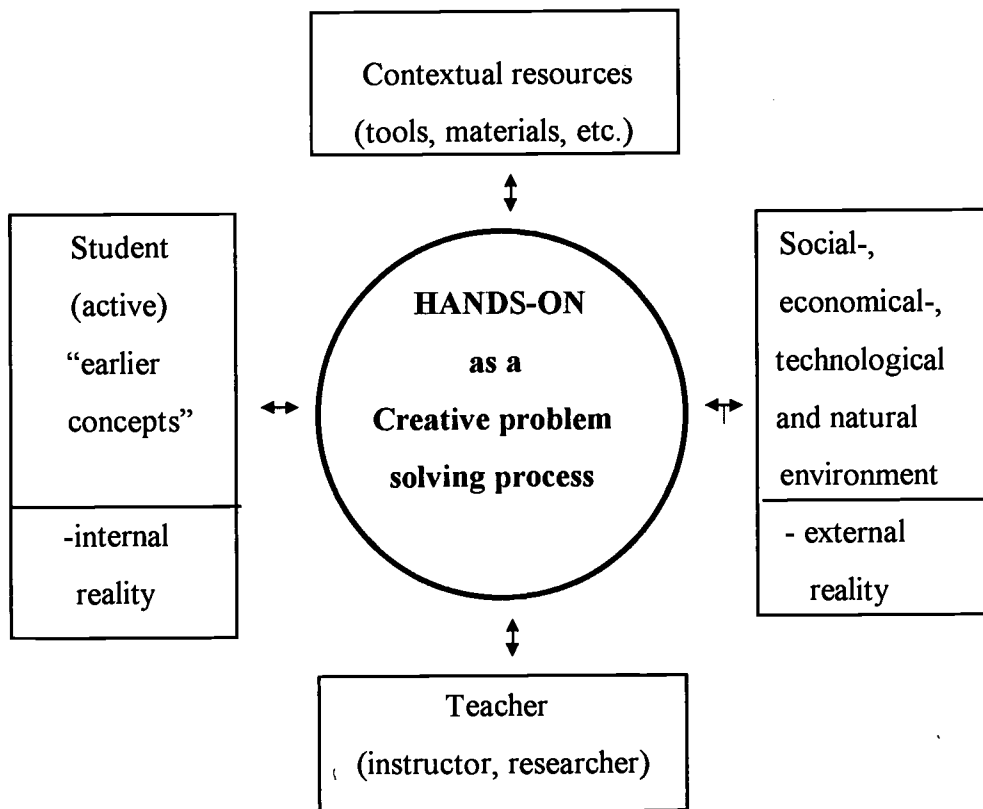 Contextual resources
(tools, materials, etc.)
Student
(active)
“earlier
concepts”
-internal
reality
HANDS-ON
as a
Creative problem
solving process
Social-,
economical-,
technological
and natural
environment
- external
reality
Teacher
(instructor, researcher)